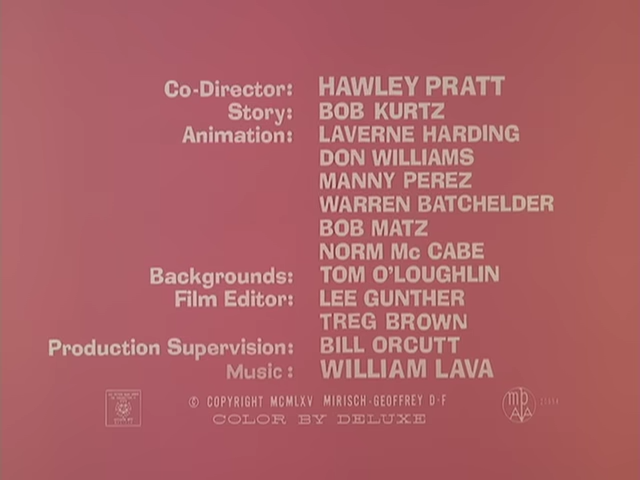 Co-Director: HAWLEY PRATT
Story: BOB KURTZ
Animation: LAVERNE HARDING
DON WILLIAMS
MANNY PEREZ
WARREN BATCHELDER
BOB MATZ
NORM Mc CABE
Backgrounds: TOM O'LOUGHLIN
Film Editor: LEE GUNTHER
TREG BROWN
Production Supervision: BILL ORCUTT
Music: WILLIAM LAVA
© COPYRIGHT MCMLXV MIRISCH-GEOFFREY D-F
COLOR BY DELUXE